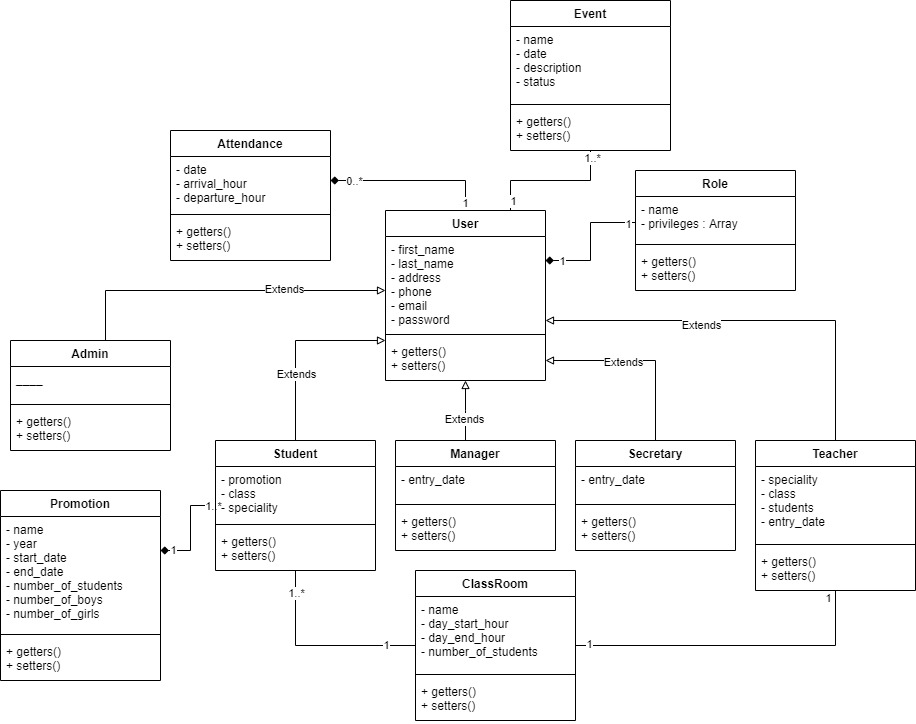 Event
- name
- date
- description
- status
+ getters()
+ setters()
1..*
1
Attendance
- date
- arrival_hour
- departure_hour
+ getters()
+ setters()
0..*
1
Role
- name
- privileges : Array
+ getters()
+ setters()
1
1
User
- first_name
- last_name
- address
- phone
- email
- password
+ getters()
+ setters()
Extends
Extends
Extends
Extends
Extends
Admin
____
+ getters()
+ setters()
Student
- promotion
- class
- speciality
+ getters()
+ setters()
Manager
- entry_date
+ getters()
+ setters()
Secretary
- entry_date
+ getters()
+ setters()
Teacher
- speciality
- class
- students
- entry_date
+ getters()
+ setters()
Promotion
- name
- year
- start_date
- end_date
- number_of_students
- number_of_boys
- number_of_girls
+ getters()
+ setters()
1
1..*
1..*
1
ClassRoom
- name
- day_start_hour
- day_end_hour
- number_of_students
+ getters()
+ setters()
1
1